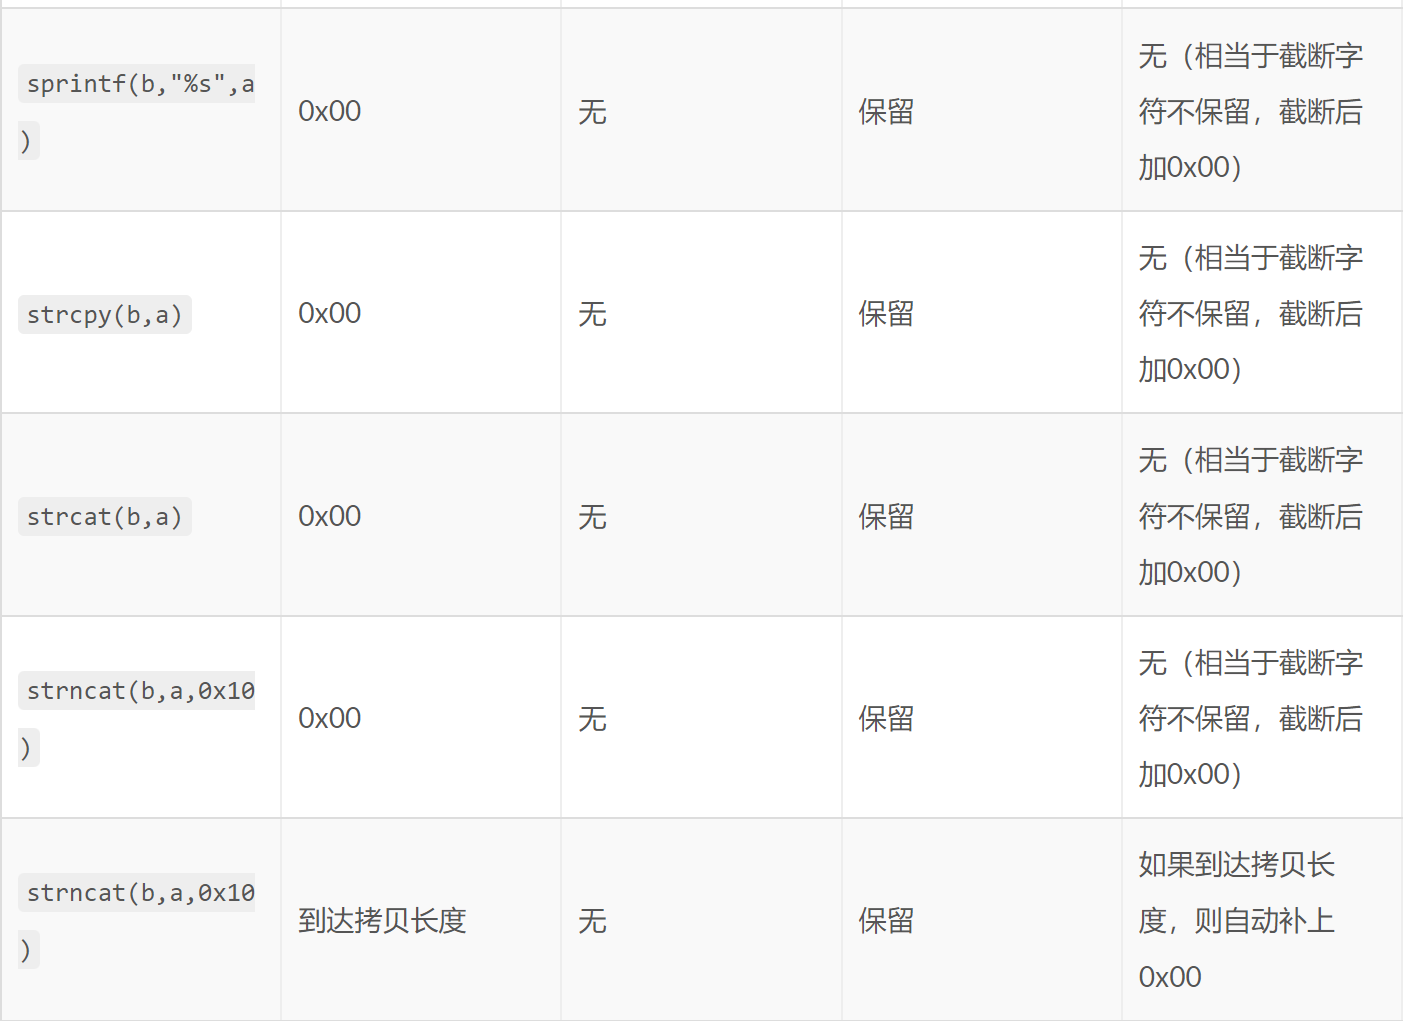 sprintf(b,"%s",a
)
0x00
无
保留
无（相当于截断字
符不保留，截断后
加0x00）
strcpy(b,a)
0x00
无
保留
无（相当于截断字
符不保留，截断后
加0x00）
strcat(b,a)
0x00
无
保留
无（相当于截断字
符不保留，截断后
加0x00）
strncat(b,a,0x10
)
0x00
无
保留
无（相当于截断字
符不保留，截断后
加0x00）
strncat(b,a,0x10
)
到达拷贝长度
无
保留
如果到达拷贝长
度，则自动补上
0x00